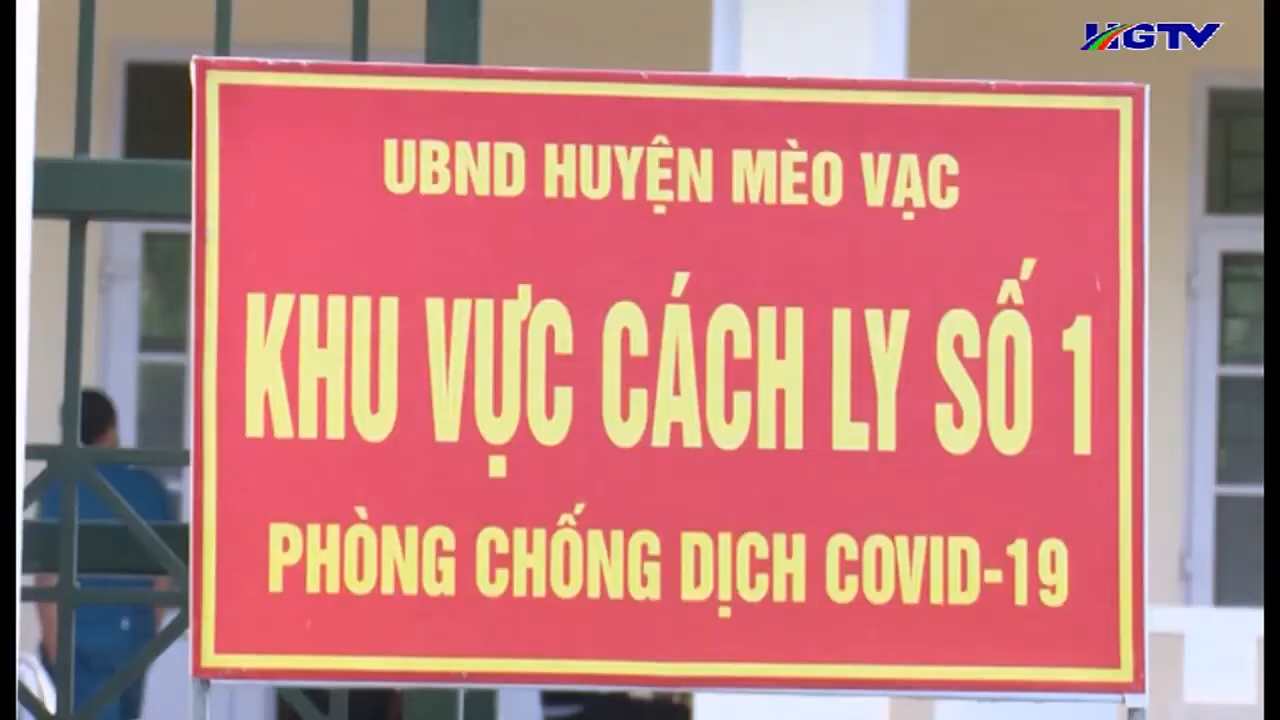 HGTV
UBND HUYỆN MÈO VẠC
KHU VỰC CÁCH LY SỐ 1
PHÒNG CHỐNG DỊCH COVID-19